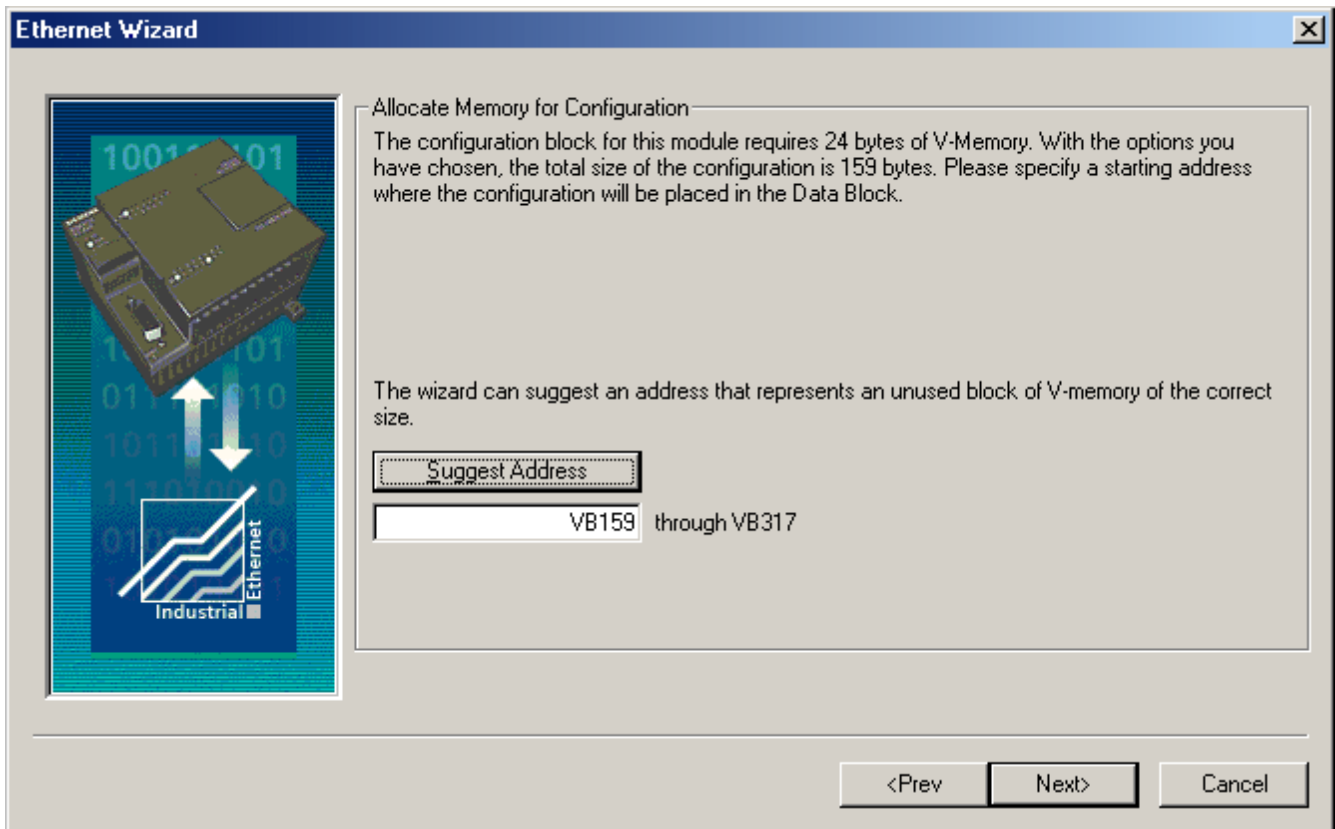 Ethernet Wizard
Allocate Memory for Configuration
The configuration block for this module requires 24 bytes of V-Memory. With the options you
have chosen, the total size of the configuration is 159 bytes. Please specify a starting address
where the configuration will be placed in the Data Block.
The wizard can suggest an address that represents an unused block of V-memory of the correct
size.
Suggest Address
VB159 through VB317
Industrial
Ethernet
<Prev
Next>
Cancel